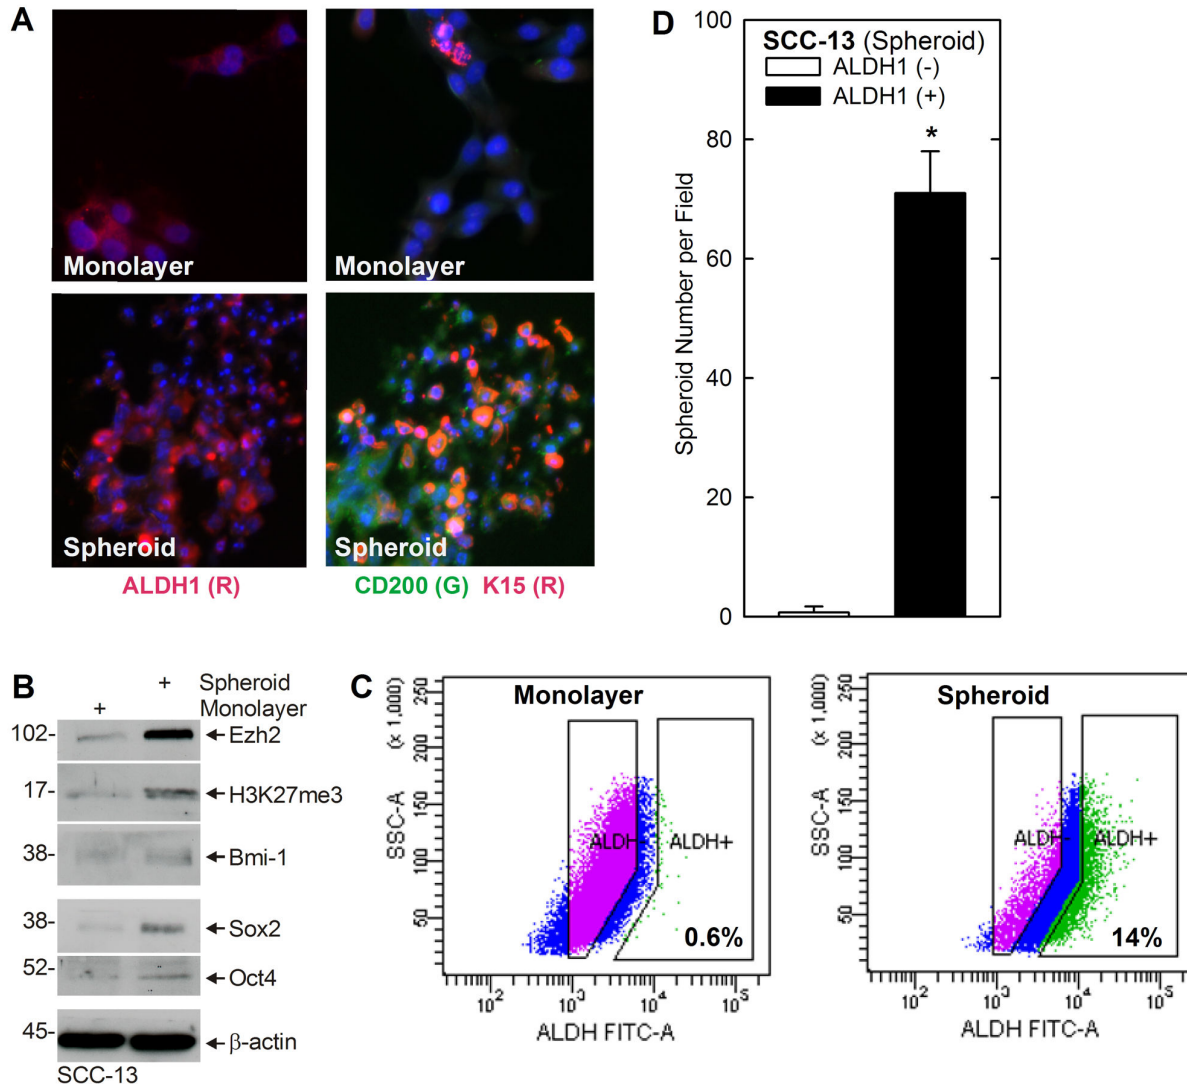 A
Monolayer
Monolayer
Spheroid
Spheroid
ALDH1 (R)
CD200 (G) K15 (R)
D
100
80
60
40
20
0
Spheroid Number per Field
SCC-13 (Spheroid)
ALDH1 (-)
ALDH1 (+)
*
B
+ Spheroid
+ Monolayer
102- Ezh2
17- H3K27me3
38- Bmi-1
38- Sox2
52- Oct4
45- β-actin
SCC-13
C
Monolayer
(x 1,000)
SSC-A
250
200
150
100
50
ALDH-
ALDH+
0.6%
10² 10³ 10⁴ 10⁵
ALDH FITC-A
Spheroid
(x 1,000)
SSC-A
250
200
150
100
50
ALDH-
ALDH+
14%
10² 10³ 10⁴ 10⁵
ALDH FITC-A